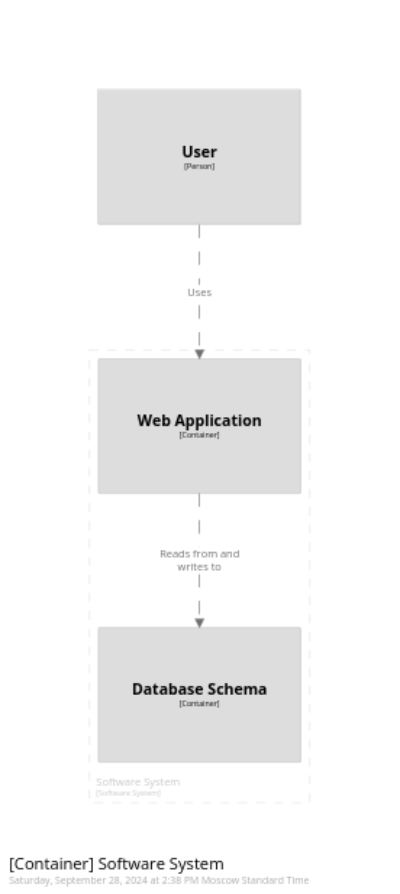 User
[Person]
Uses
Web Application
[Container]
Reads from and
writes to
Database Schema
[Container]
Software System
[Software System]
[Container] Software System
Saturday, September 28, 2024 at 2:38 PM Moscow Standard Time